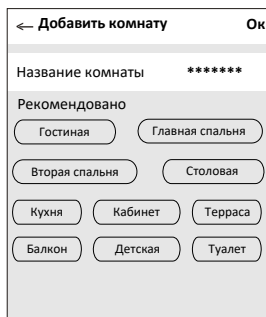 ← Добавить комнату Ок
Название комнаты *******
Рекомендовано
Гостиная Главная спальня
Вторая спальня Столовая
Кухня Кабинет Терраса
Балкон Детская Туалет